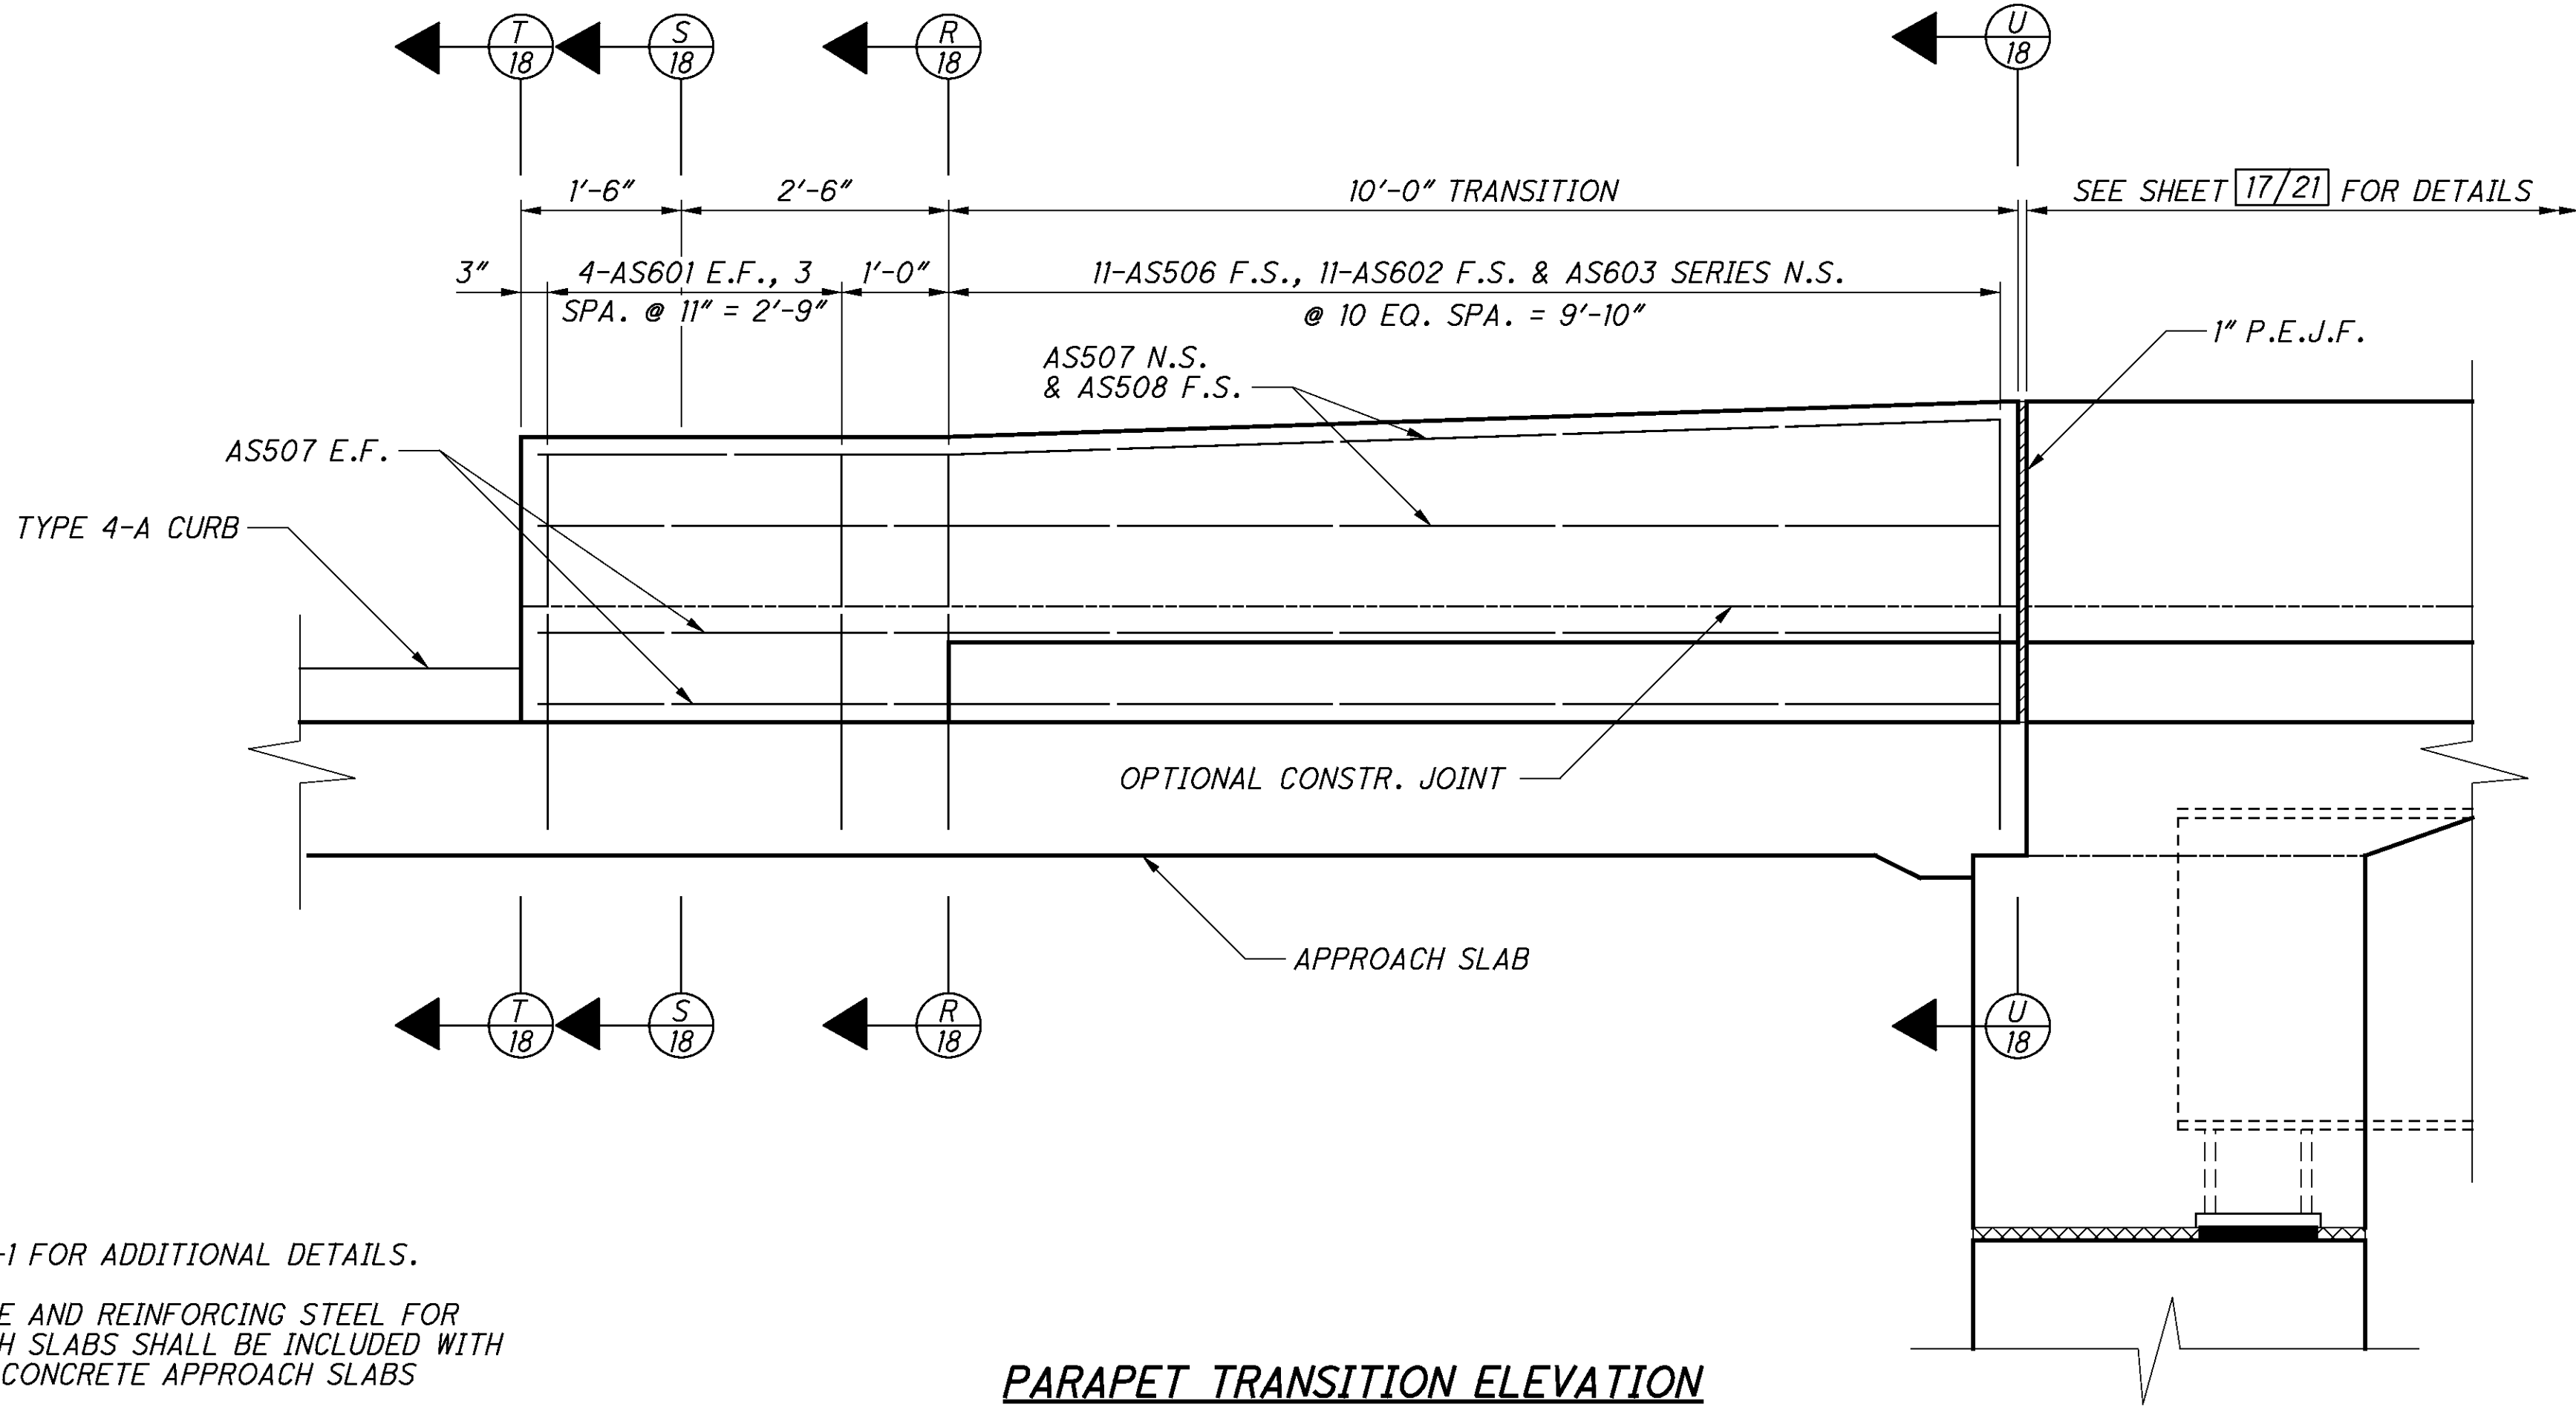 T
18
S
18
R
18
U
18
1'-6"
2'-6"
10'-0" TRANSITION
SEE SHEET 17/21 FOR DETAILS
3"
4-AS601 E.F., 3
SPA. @ 11" = 2'-9"
1'-0"
11-AS506 F.S., 11-AS602 F.S. & AS603 SERIES N.S.
@ 10 EQ. SPA. = 9'-10"
1" P.E.J.F.
AS507 N.S.
& AS508 F.S.
AS507 E.F.
TYPE 4-A CURB
OPTIONAL CONSTR. JOINT
APPROACH SLAB
T
18
S
18
R
18
U
18
-1 FOR ADDITIONAL DETAILS.
E AND REINFORCING STEEL FOR
H SLABS SHALL BE INCLUDED WITH
CONCRETE APPROACH SLABS
PARAPET TRANSITION ELEVATION